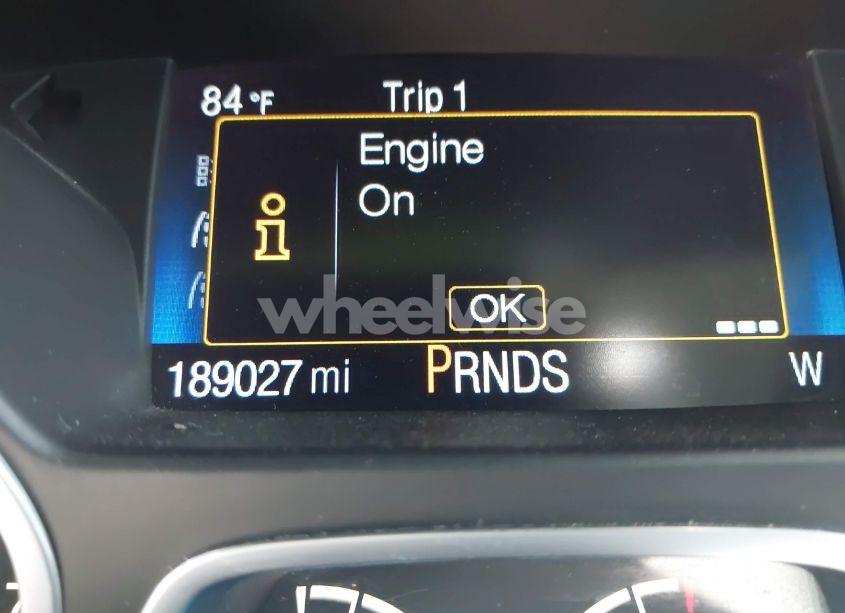 84 °F Trip 1
Engine
On
i
OK
wheelwise
189027 mi PRNDS W